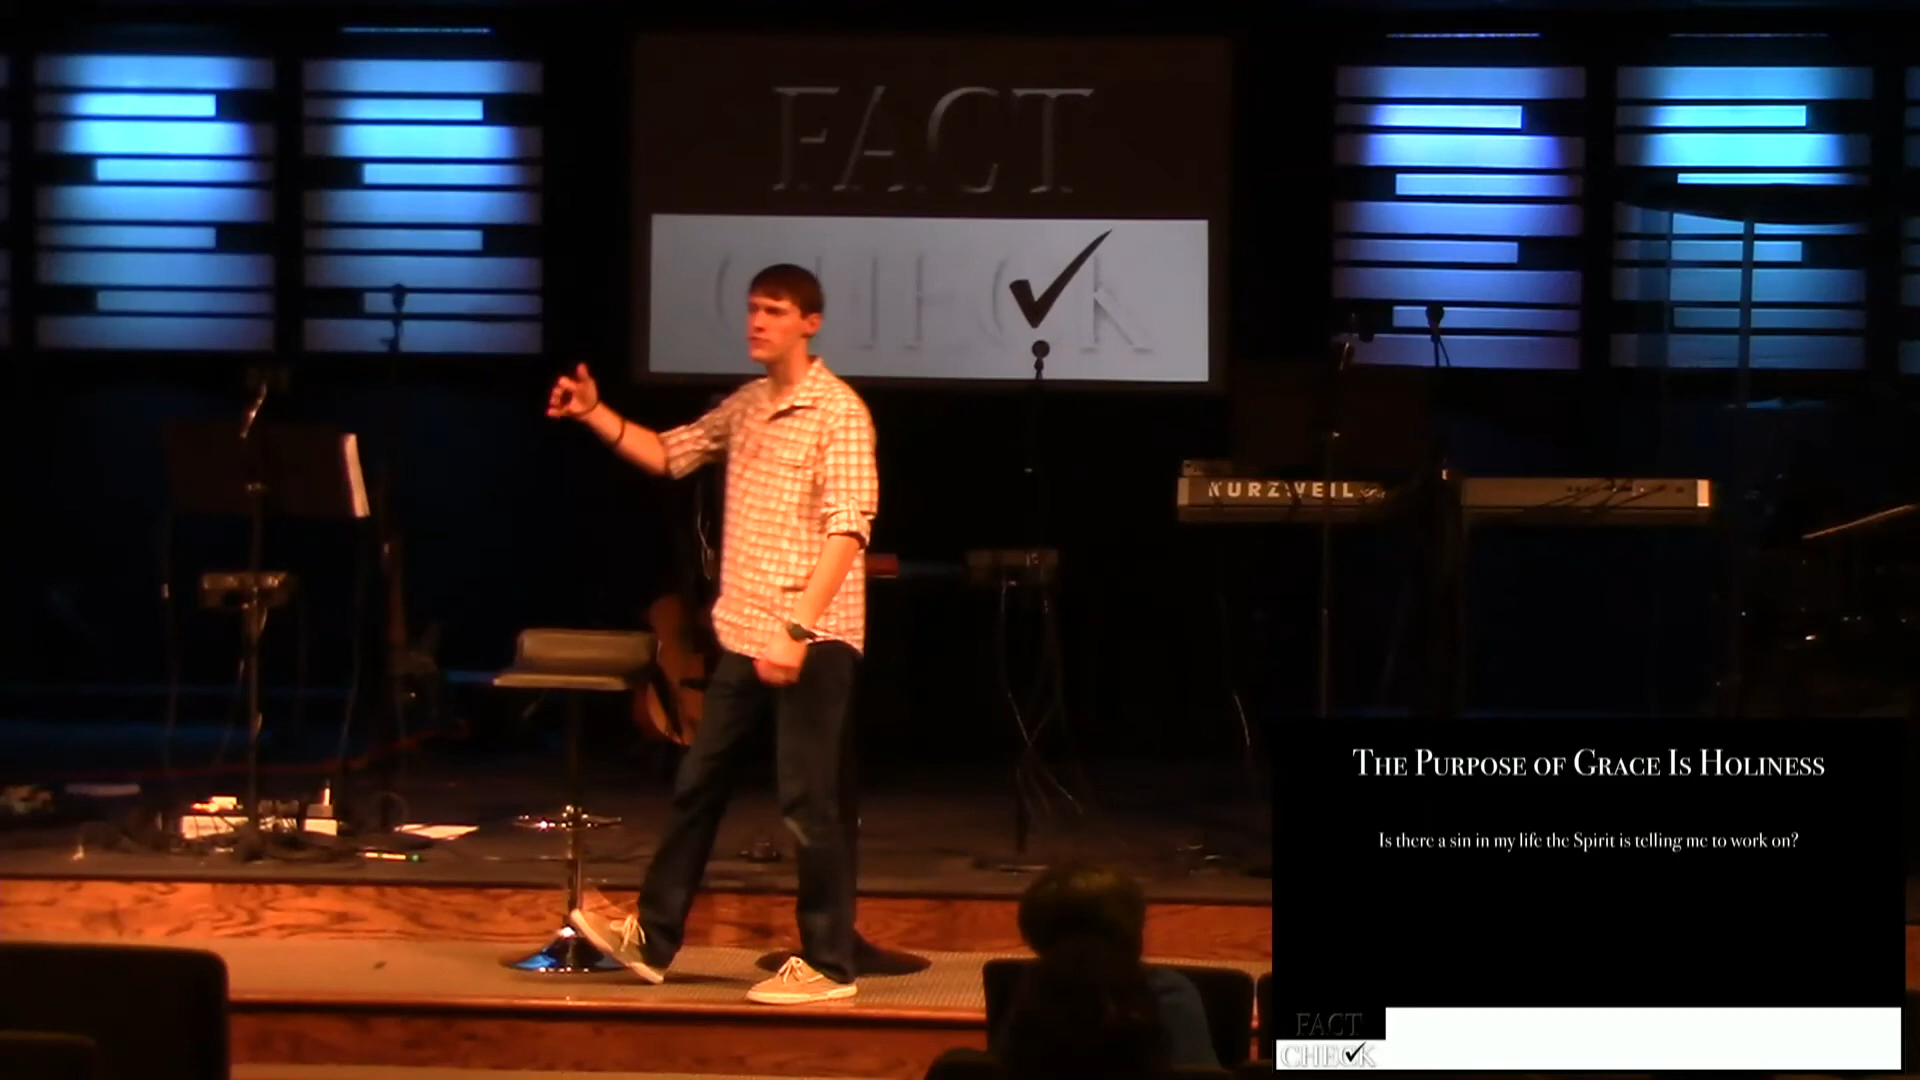 FACT
CHECK
KURZWEIL
THE PURPOSE OF GRACE IS HOLINESS
Is there a sin in my life the Spirit is telling me to work on?
FACT
CHECK